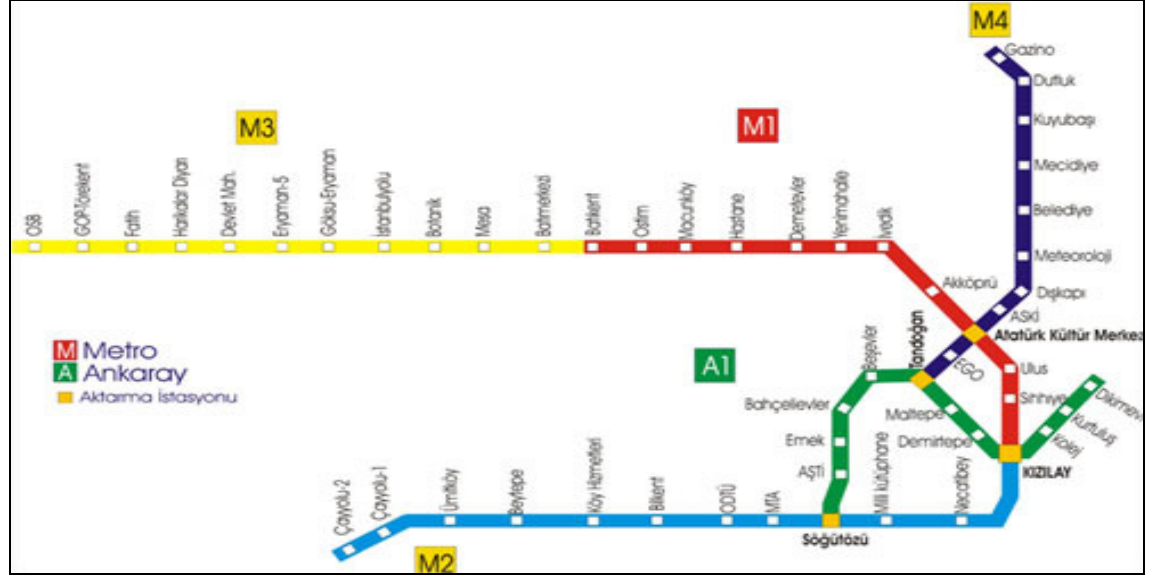 M4
Gazino
Dutluk
Kuyubaşı
Mecidiye
Belediye
Meteoroloji
Dışkapı
ASKİ
M3
M1
OSB
GOP-Törekent
Fatih
Harikalar Diyarı
Devlet Mah.
Eryaman-5
Göksu-Eryaman
İstanbulyolu
Botanik
Mesa
Batımerkezi
Batıkent
Ostim
Macunköy
Hastane
Demetevler
Yenimahalle
İvedik
Akköprü
Atatürk Kültür Merkez
M Metro
A Ankaray
Aktarma İstasyonu
A1
Beşevler
Tandoğan
EGO
Ulus
Sıhhıye
Bahçelievler
Maltepe
Demirtepe
Emek
AŞTİ
Dikimevi
Kurtuluş
Kolej
KIZILAY
Çayyolu-2
Çayyolu-1
Ümitköy
Beytepe
Köy Hizmetleri
Bilkent
ODTÜ
MTA
Söğütözü
Milli kütüphane
Necatibey
M2